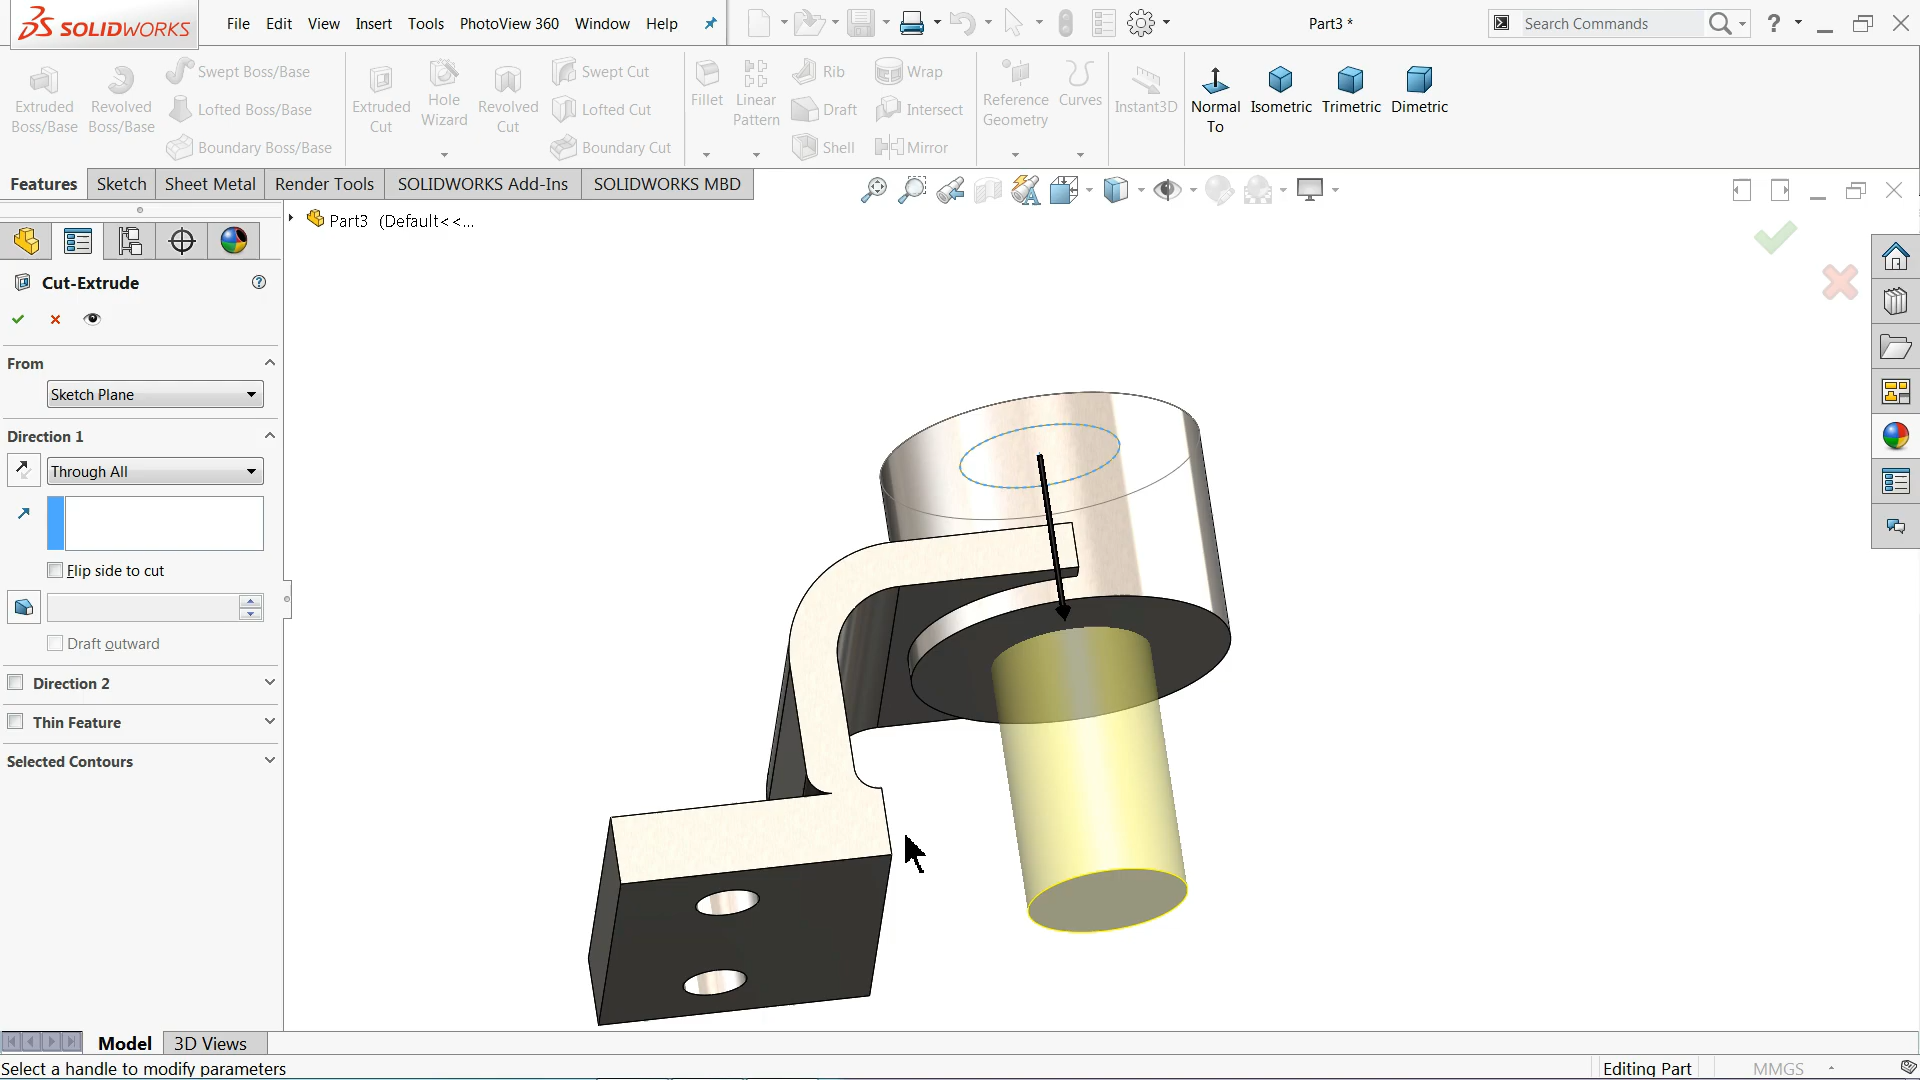 SOLIDWORKS File Edit View Insert Tools PhotoView 360 Window Help Part3 * Search Commands ?
Extruded Boss/Base
Revolved Boss/Base
Swept Boss/Base
Lofted Boss/Base
Boundary Boss/Base
Extruded Cut
Hole Wizard
Revolved Cut
Swept Cut
Lofted Cut
Boundary Cut
Fillet
Linear Pattern
Rib
Draft
Shell
Wrap
Intersect
Mirror
Reference Geometry
Curves
Instant3D
Normal To
Isometric
Trimetric
Dimetric
Features Sketch Sheet Metal Render Tools SOLIDWORKS Add-Ins SOLIDWORKS MBD
Part3 (Default<<...
Cut-Extrude ?
From
Sketch Plane
Direction 1
Through All
Flip side to cut
Draft outward
Direction 2
Thin Feature
Selected Contours
Model 3D Views
Select a handle to modify parameters Editing Part MMGS